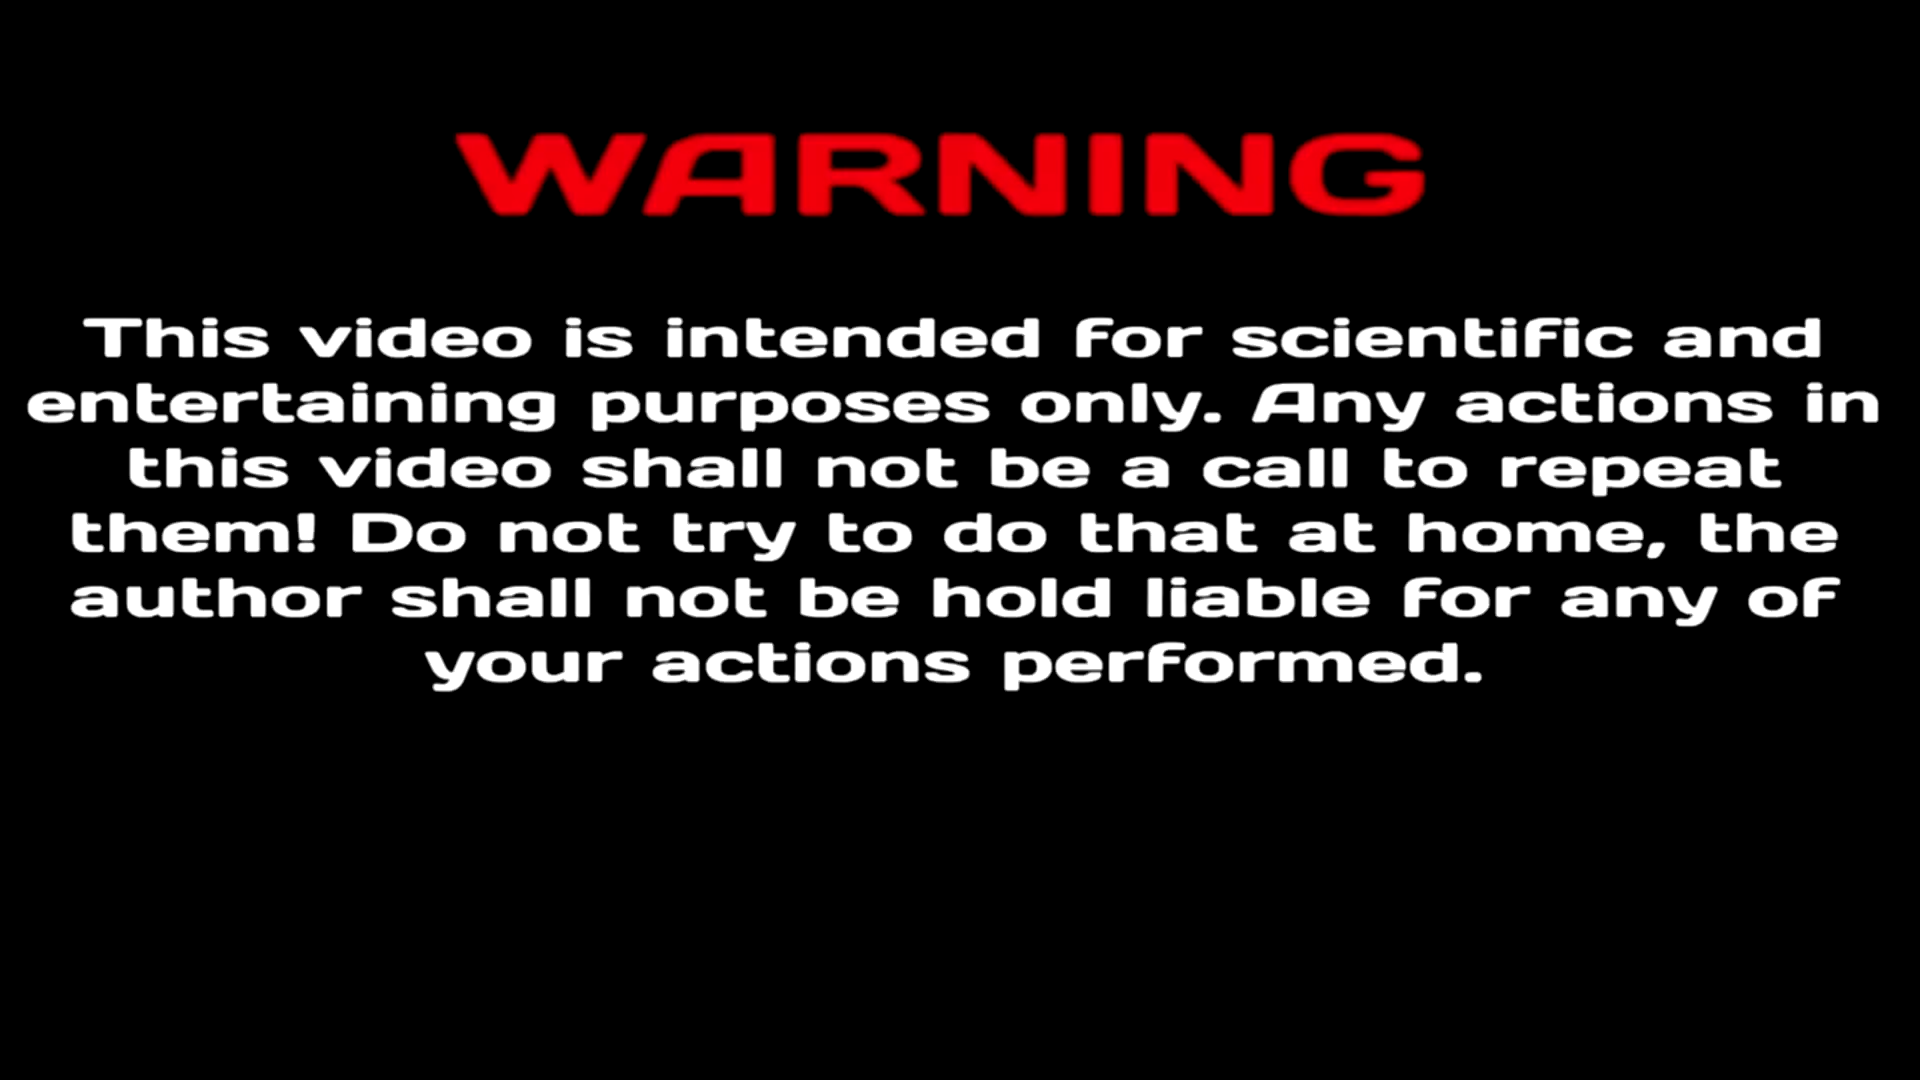 WARNING
This video is intended for scientific and
entertaining purposes only. Any actions in
this video shall not be a call to repeat
them! Do not try to do that at home, the
author shall not be hold liable for any of
your actions performed.